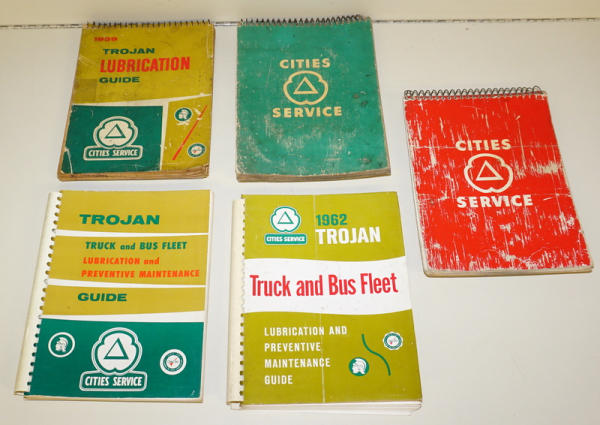 1959
TROJAN
LUBRICATION
GUIDE
CITIES SERVICE
CITIES
SERVICE
CITIES
SERVICE
TROJAN
TRUCK and BUS FLEET
LUBRICATION and
PREVENTIVE MAINTENANCE
GUIDE
CITIES SERVICE
CITIES SERVICE
1962
TROJAN
Truck and Bus Fleet
LUBRICATION AND
PREVENTIVE
MAINTENANCE
GUIDE